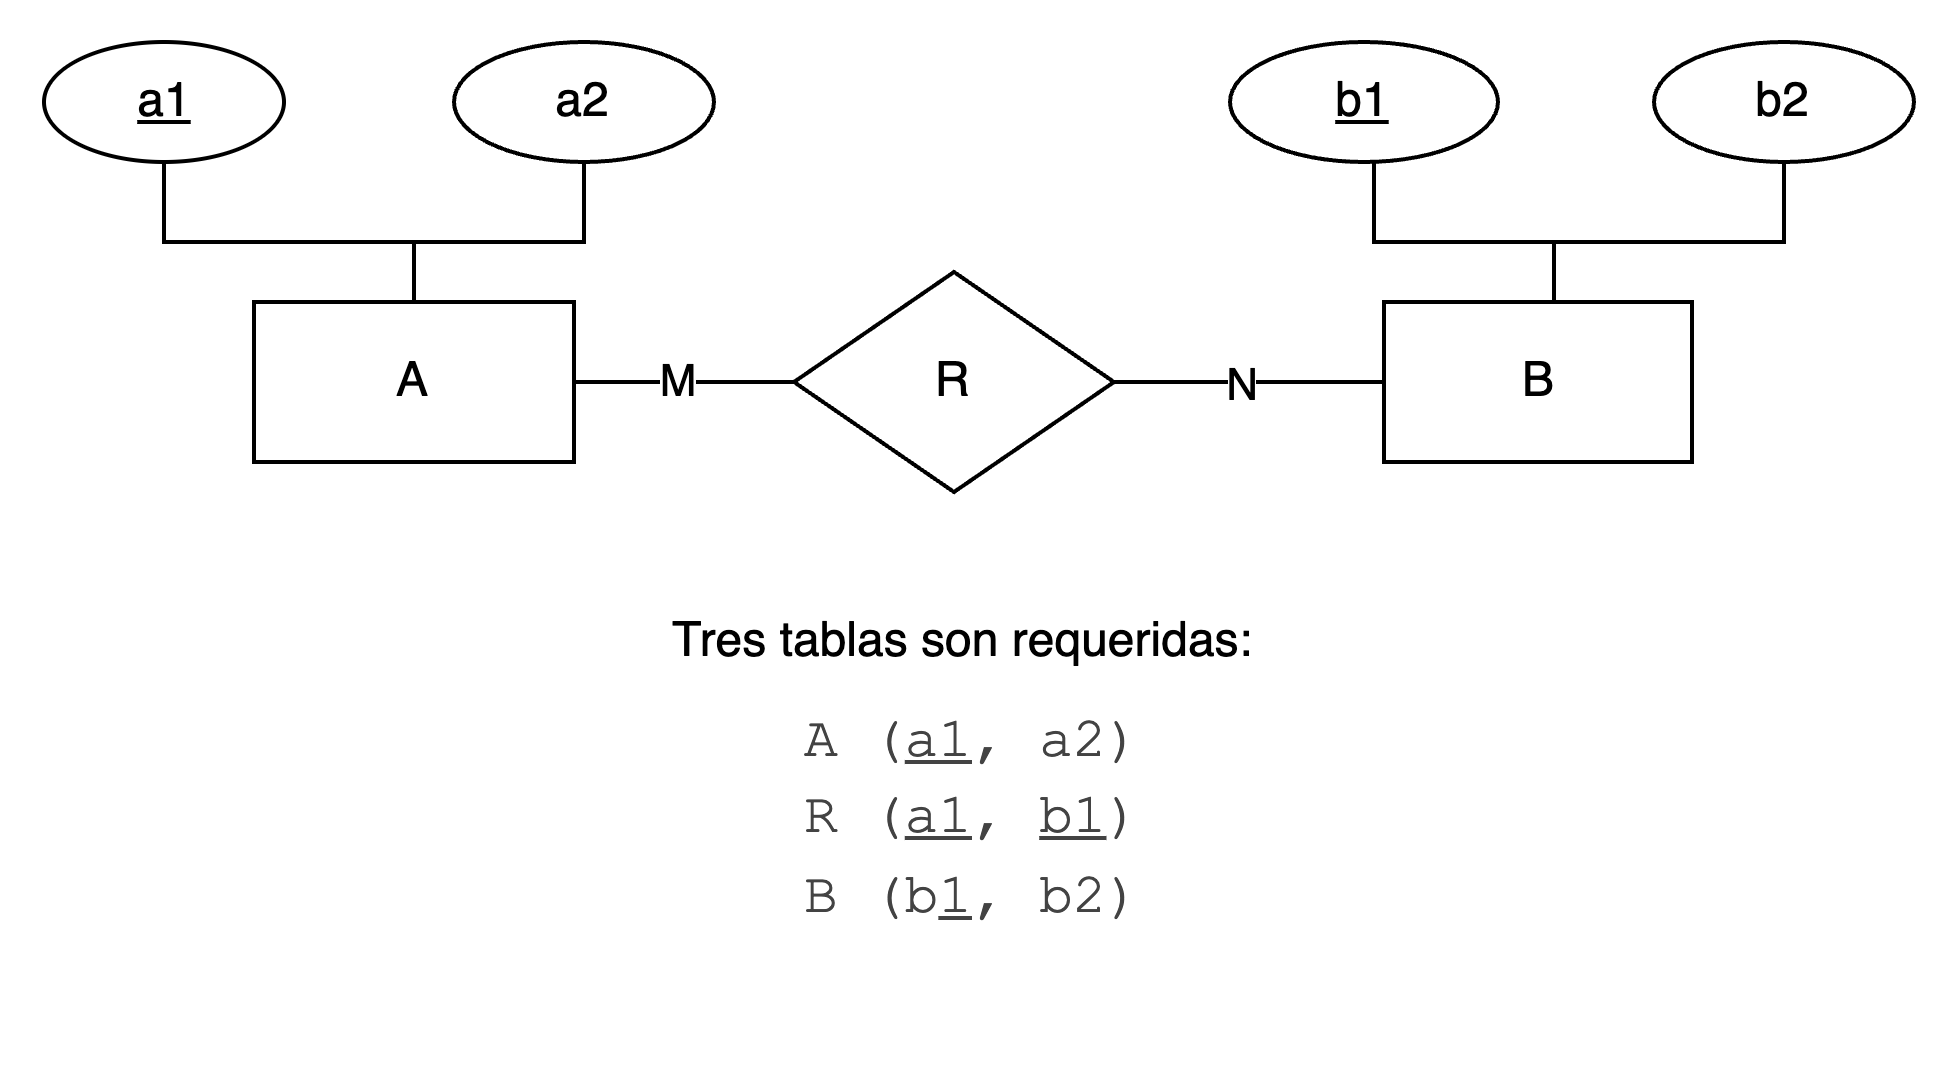 a1 a2 b1 b2
A M R N B
Tres tablas son requeridas:
A (a1, a2)
R (a1, b1)
B (b1, b2)